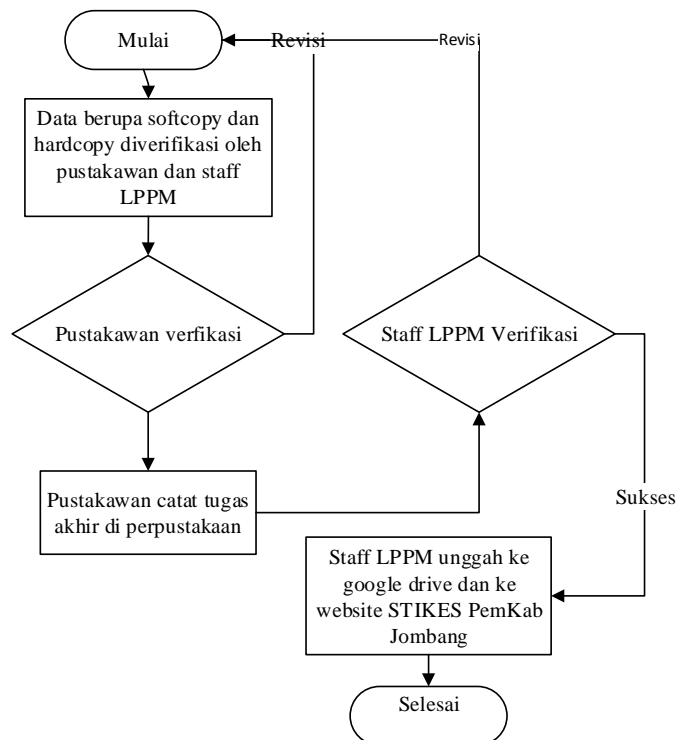 Mulai
Revisi
Revisi
Data berupa softcopy dan
hardcopy diverifikasi oleh
pustakawan dan staff
LPPM
Pustakawan verfikasi
Staff LPPM Verifikasi
Pustakawan catat tugas
akhir di perpustakaan
Sukses
Staff LPPM unggah ke
google drive dan ke
website STIKES PemKab
Jombang
Selesai